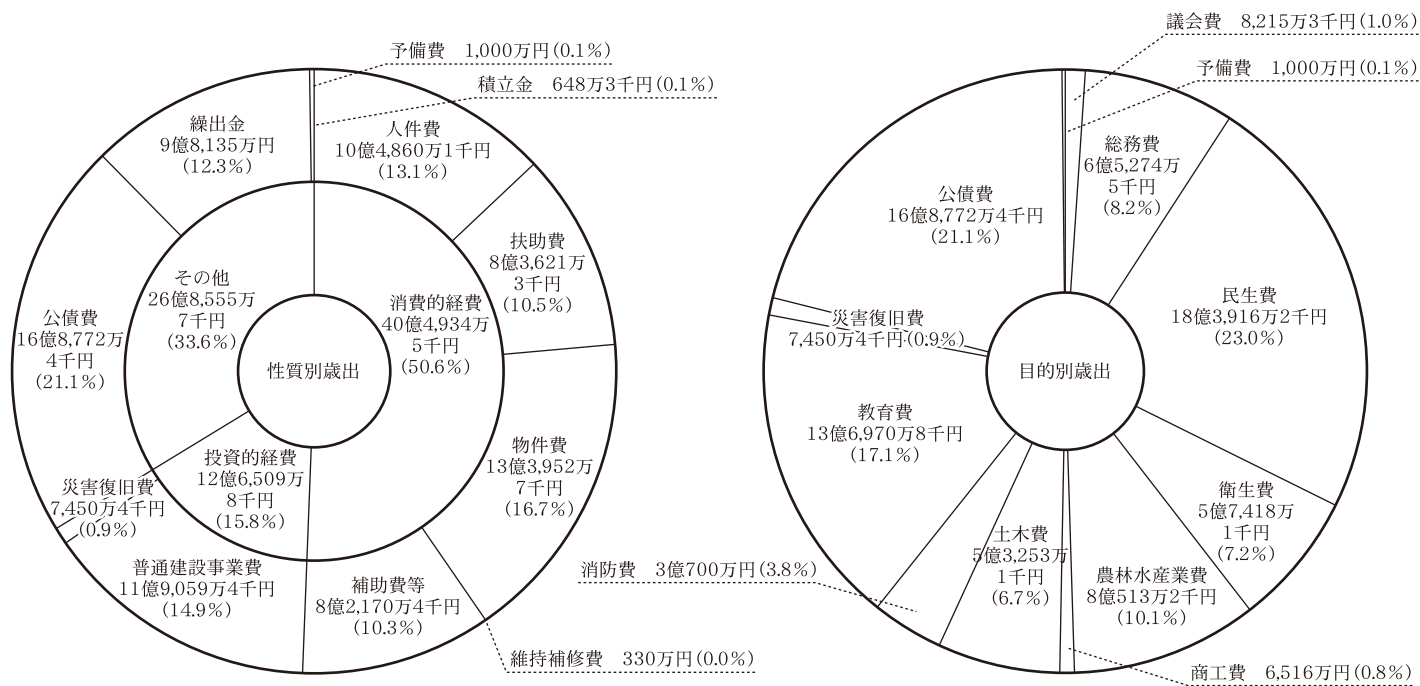 予備費　1,000万円(0.1％)
積立金　648万3千円(0.1％)
人件費
10億4,860万1千円
(13.1％)
扶助費
8億3,621万
3千円
(10.5％)
物件費
13億3,952万
7千円
(16.7％)
維持補修費　330万円(0.0％)
補助費等
8億2,170万4千円
(10.3％)
普通建設事業費
11億9,059万4千円
(14.9％)
災害復旧費
7,450万4千円
(0.9％)
公債費
16億8,772万
4千円
(21.1％)
繰出金
9億8,135万円
(12.3％)
消費的経費
40億4,934万
5千円
(50.6％)
投資的経費
12億6,509万
8千円
(15.8％)
その他
26億8,555万
7千円
(33.6％)
性質別歳出
議会費　8,215万3千円(1.0％)
予備費　1,000万円(0.1％)
総務費
6億5,274万
5千円
(8.2％)
民生費
18億3,916万2千円
(23.0％)
衛生費
5億7,418万
1千円
(7.2％)
農林水産業費
8億513万2千円
(10.1％)
商工費　6,516万円(0.8％)
土木費
5億3,253万
1千円
(6.7％)
消防費　3億700万円(3.8％)
教育費
13億6,970万8千円
(17.1％)
災害復旧費
7,450万4千円(0.9％)
公債費
16億8,772万4千円
(21.1％)
目的別歳出